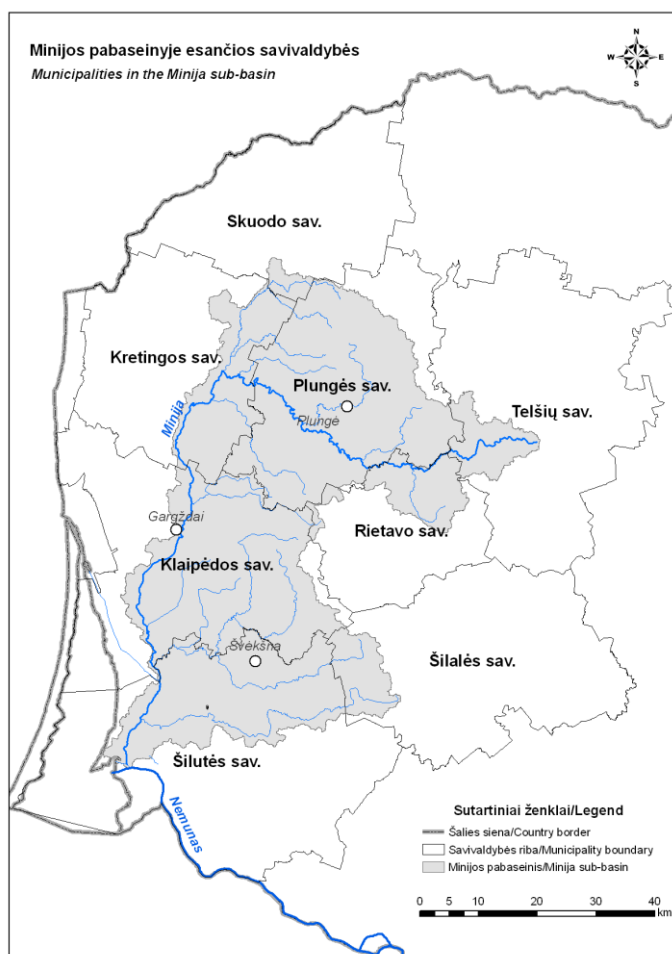 Minijos pabaseinyje esančios savivaldybės
Municipalities in the Minija sub-basin
N
W E
S
Skuodo sav.
Kretingos sav.
Plungės sav.
Plungė
Telšių sav.
Minija
Gargždai
Rietavo sav.
Klaipėdos sav.
Švėkšna
Šilalės sav.
Šilutės sav.
Nemunas
Sutartiniai ženklai/Legend
Šalies siena/Country border
Savivaldybės riba/Municipality boundary
Minijos pabaseinis/Minija sub-basin
0 5 10 20 30 40
km